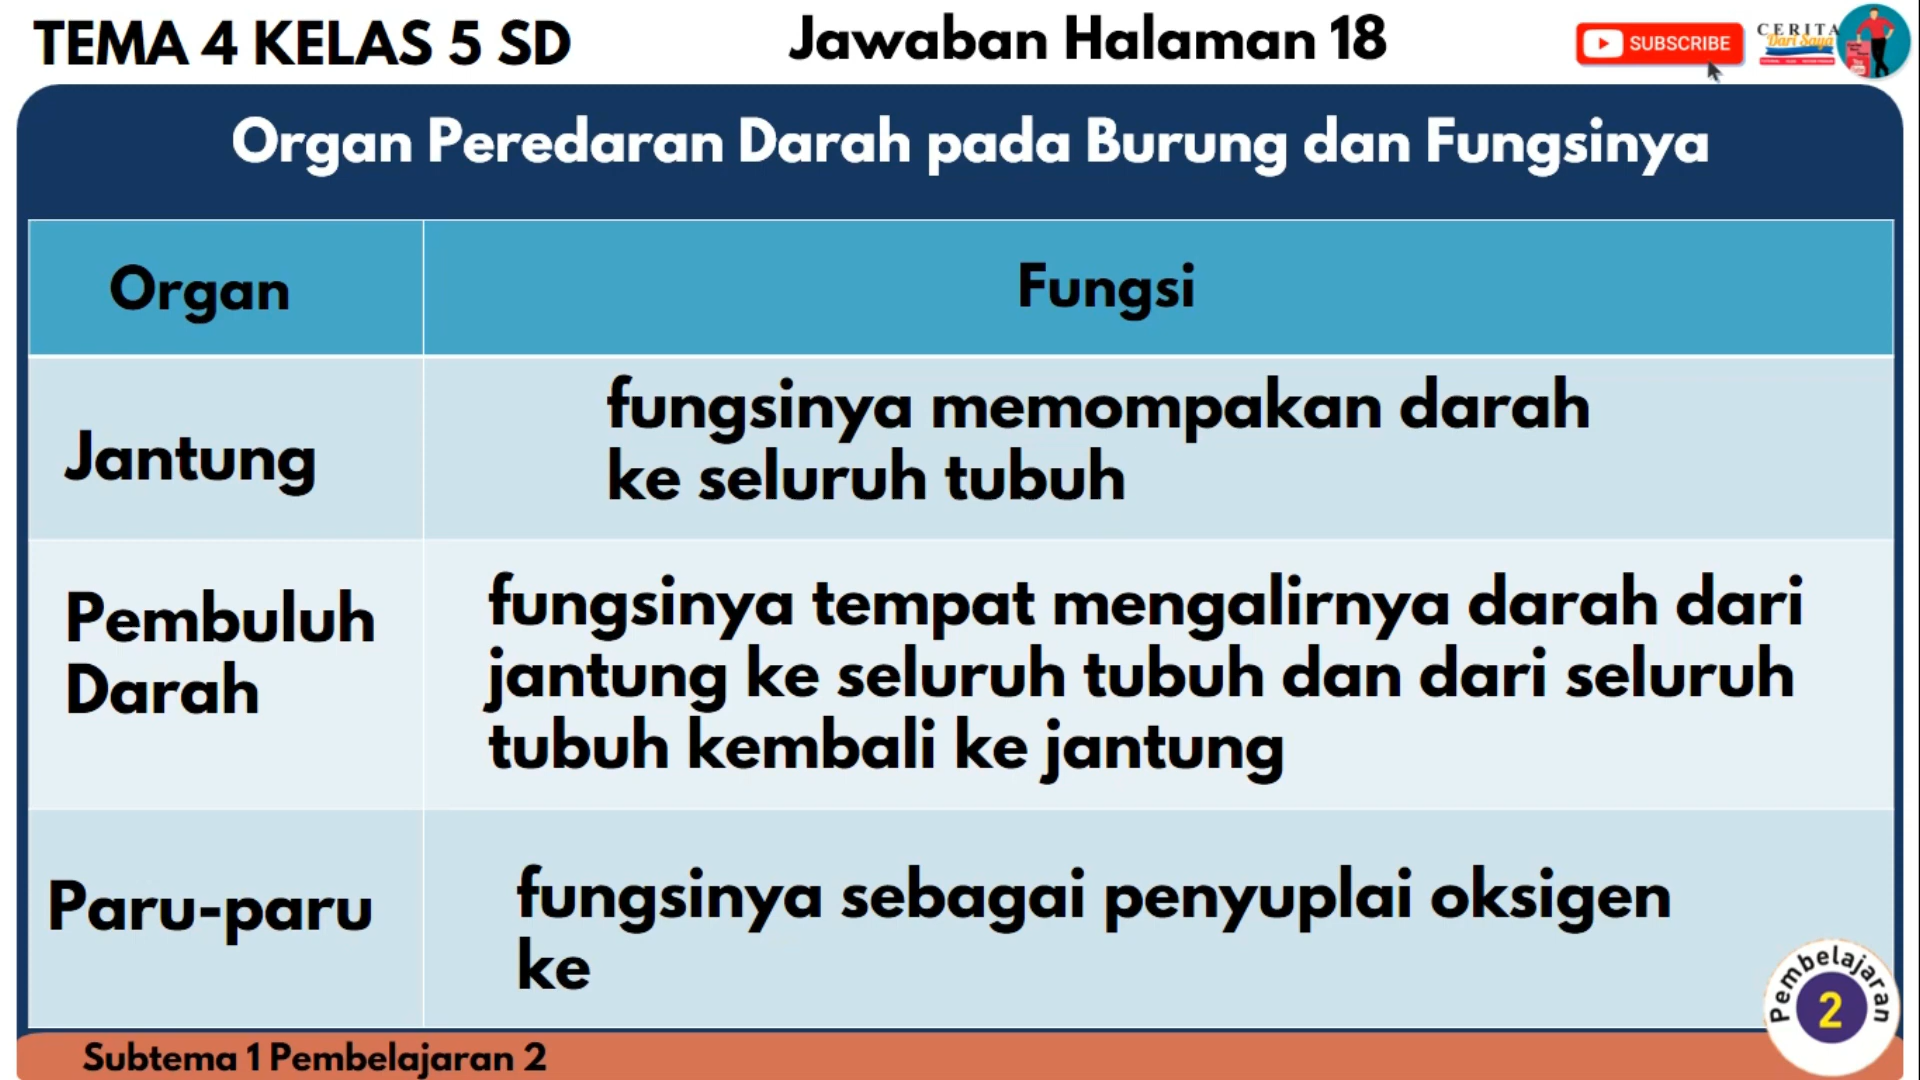 TEMA 4 KELAS 5 SD
Jawaban Halaman 18
SUBSCRIBE
CERITA
Dari Saya
Organ Peredaran Darah pada Burung dan Fungsinya
Organ
Fungsi
Jantung
fungsinya memompakan darah
ke seluruh tubuh
Pembuluh
Darah
fungsinya tempat mengalirnya darah dari
jantung ke seluruh tubuh dan dari seluruh
tubuh kembali ke jantung
Paru-paru
fungsinya sebagai penyuplai oksigen
ke
Pembelajaran
2
Subtema 1 Pembelajaran 2